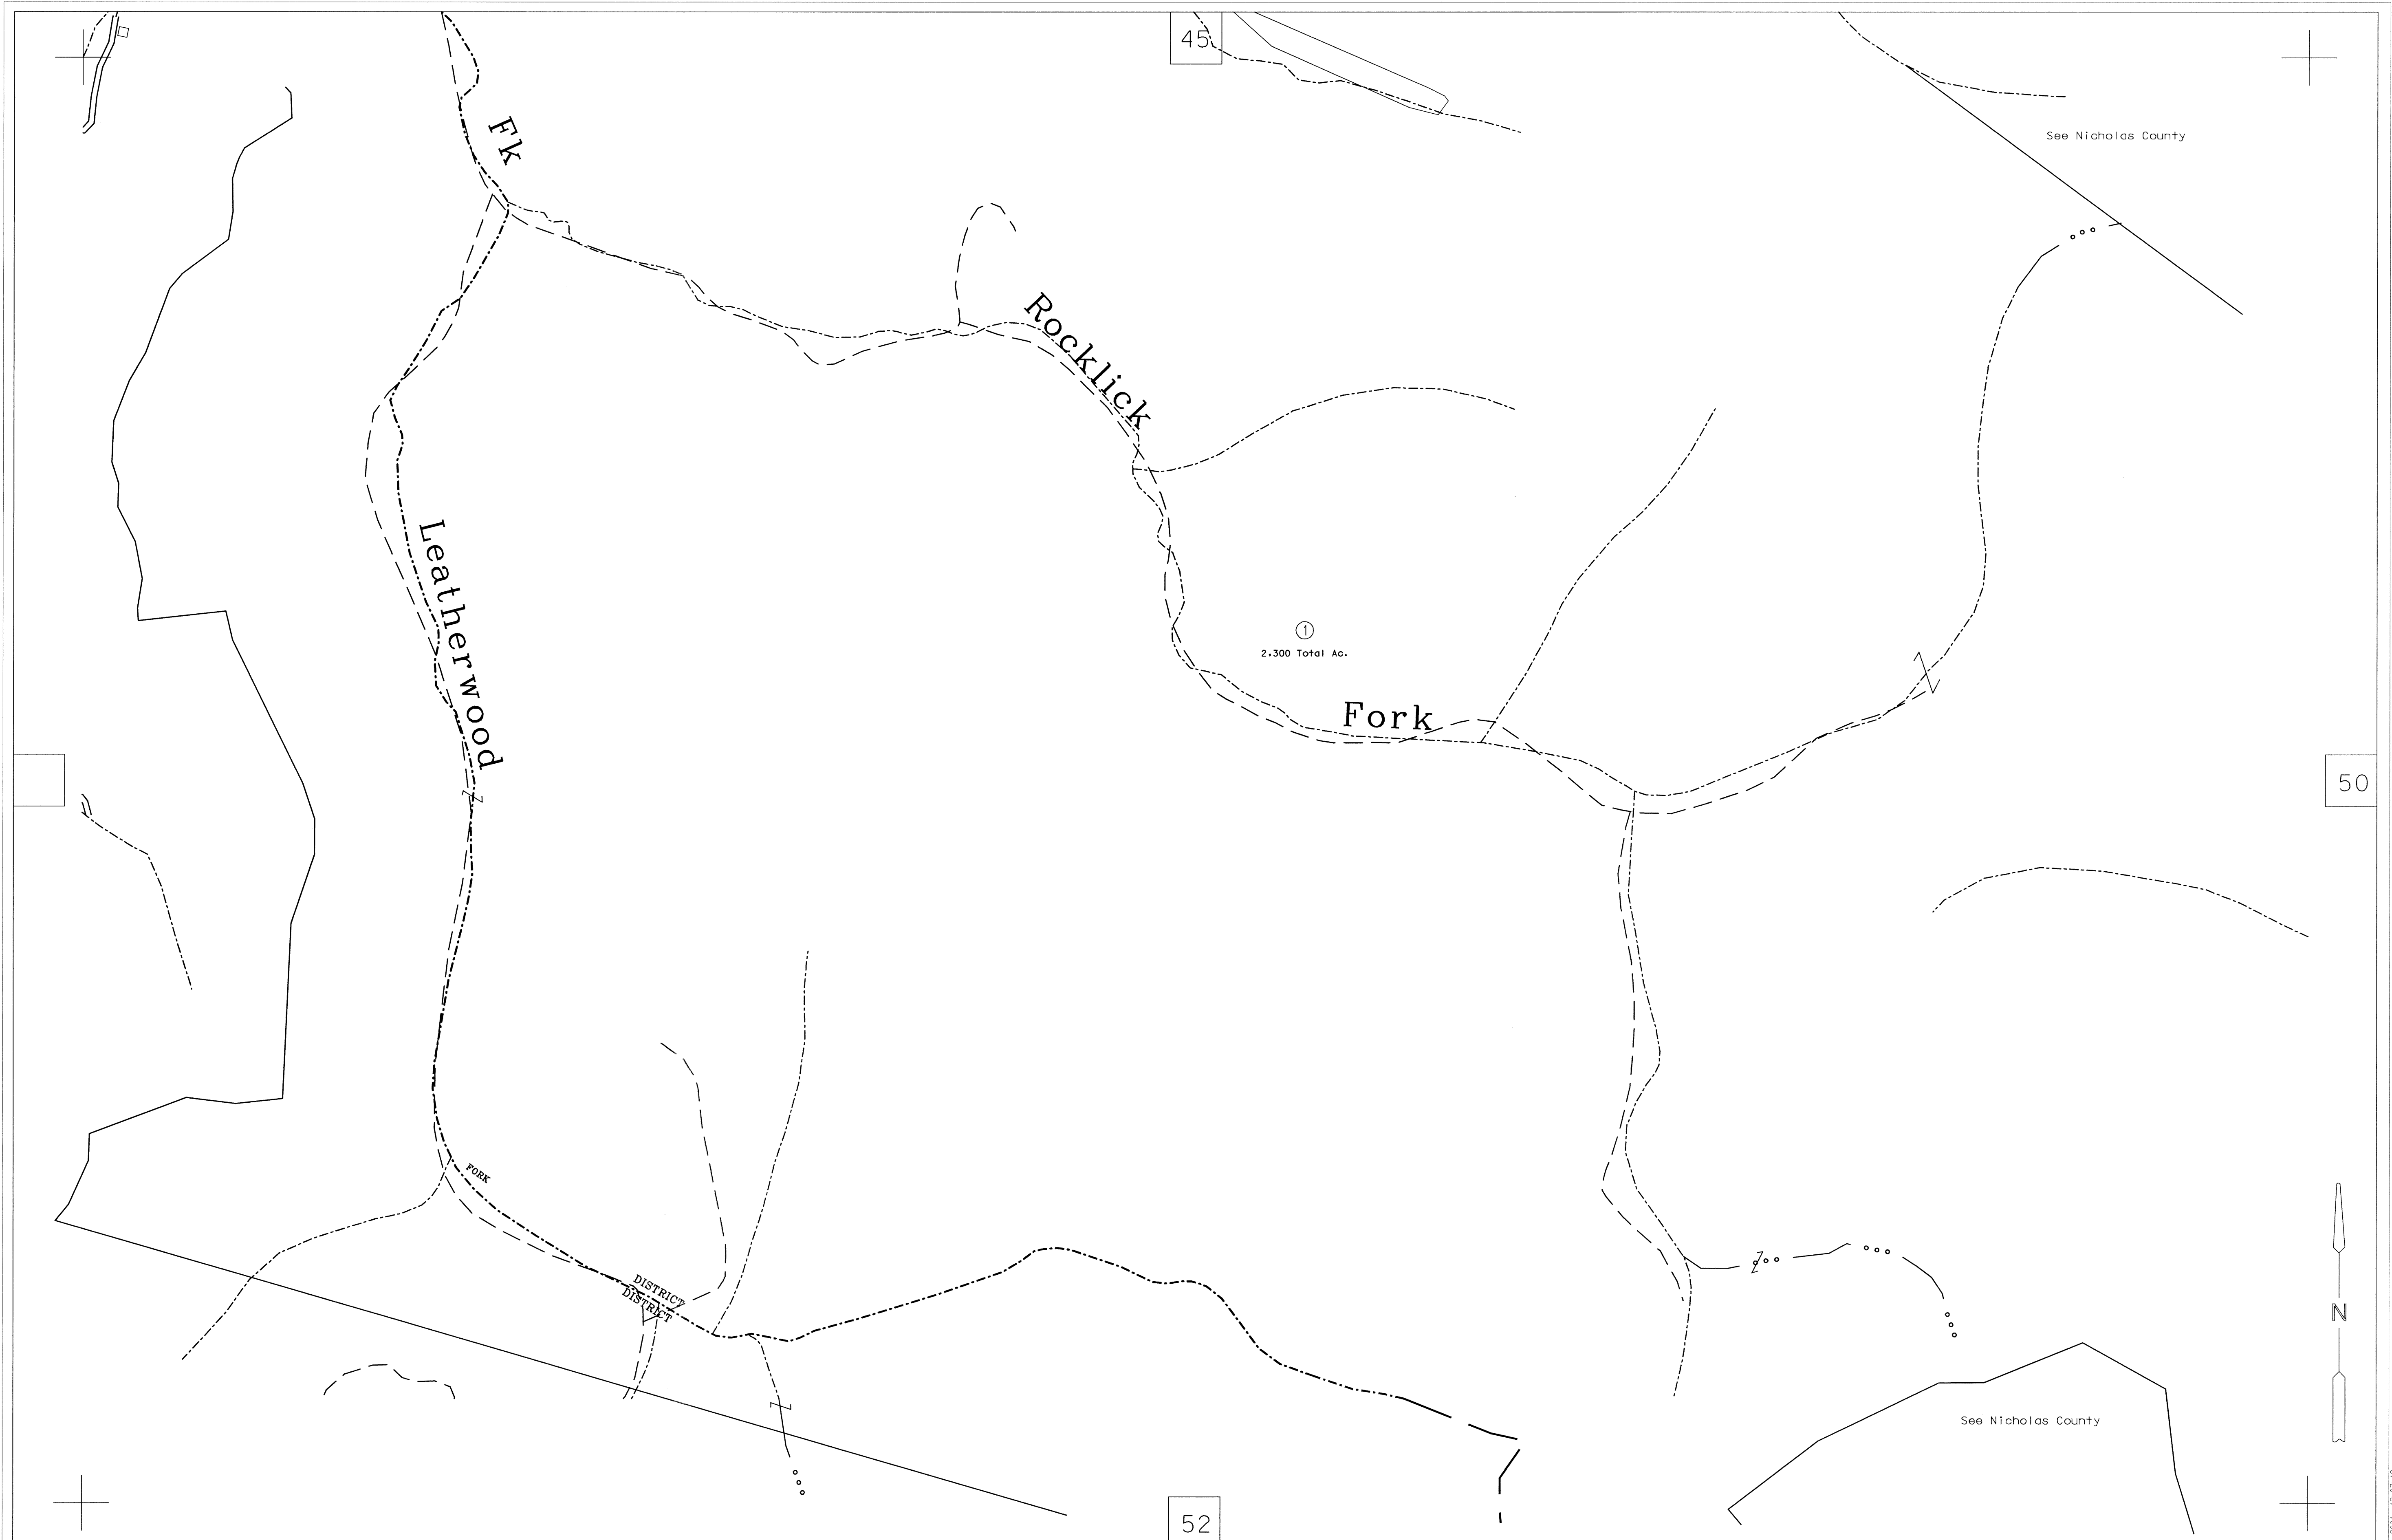 45
Fk
See Nicholas County
Rocklick
Leatherwood
1
2.300 Total Ac.
Fork
50
FORK
DISTRICT
DISTRICT
N
See Nicholas County
52